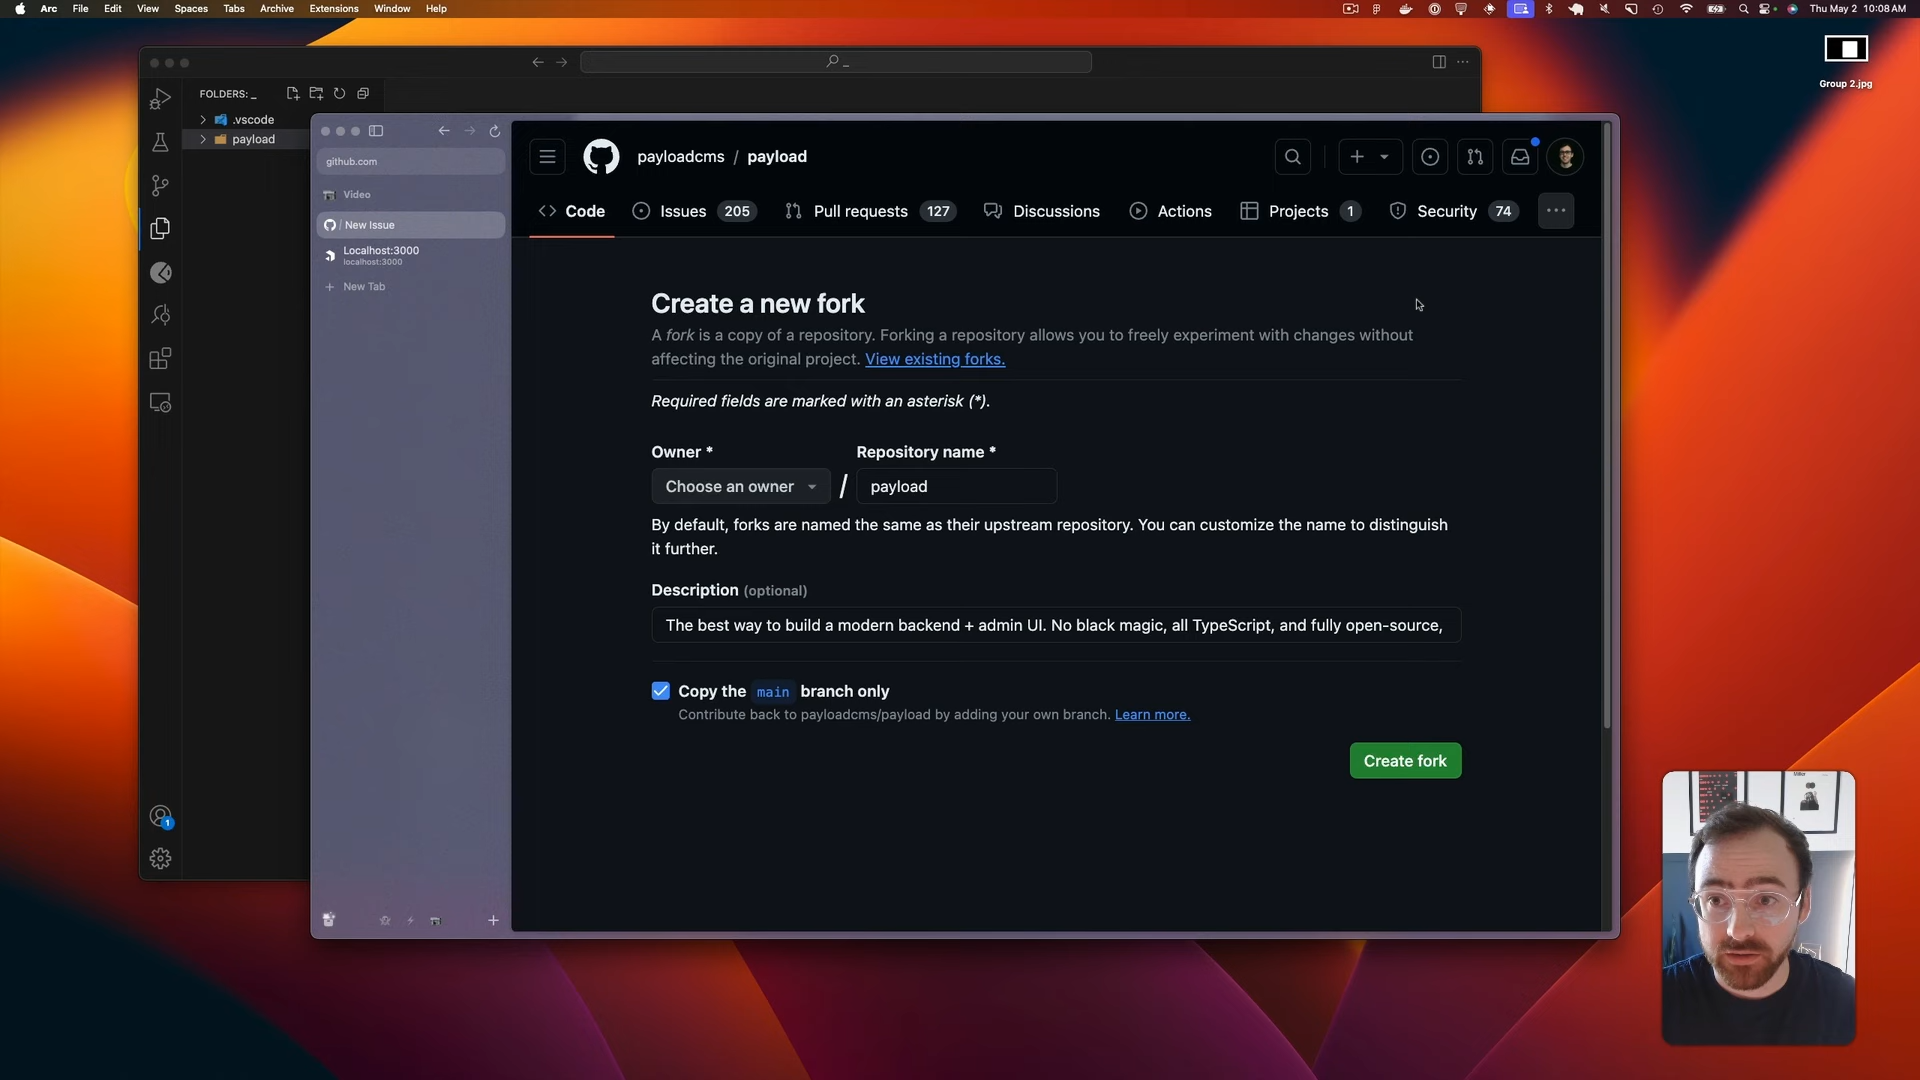 Arc File Edit View Spaces Tabs Archive Extensions Window Help
Thu May 2 10:08 AM
Group 2.jpg
FOLDERS: _
.vscode
payload
github.com
Video
/ New Issue
Localhost:3000
localhost:3000
+ New Tab
payloadcms / payload
Code Issues 205 Pull requests 127 Discussions Actions Projects 1 Security 74
Create a new fork
A fork is a copy of a repository. Forking a repository allows you to freely experiment with changes without
affecting the original project. View existing forks.
Required fields are marked with an asterisk (*).
Owner * Repository name *
Choose an owner / payload
By default, forks are named the same as their upstream repository. You can customize the name to distinguish
it further.
Description (optional)
The best way to build a modern backend + admin UI. No black magic, all TypeScript, and fully open-source,
Copy the main branch only
Contribute back to payloadcms/payload by adding your own branch. Learn more.
Create fork
1
Miller